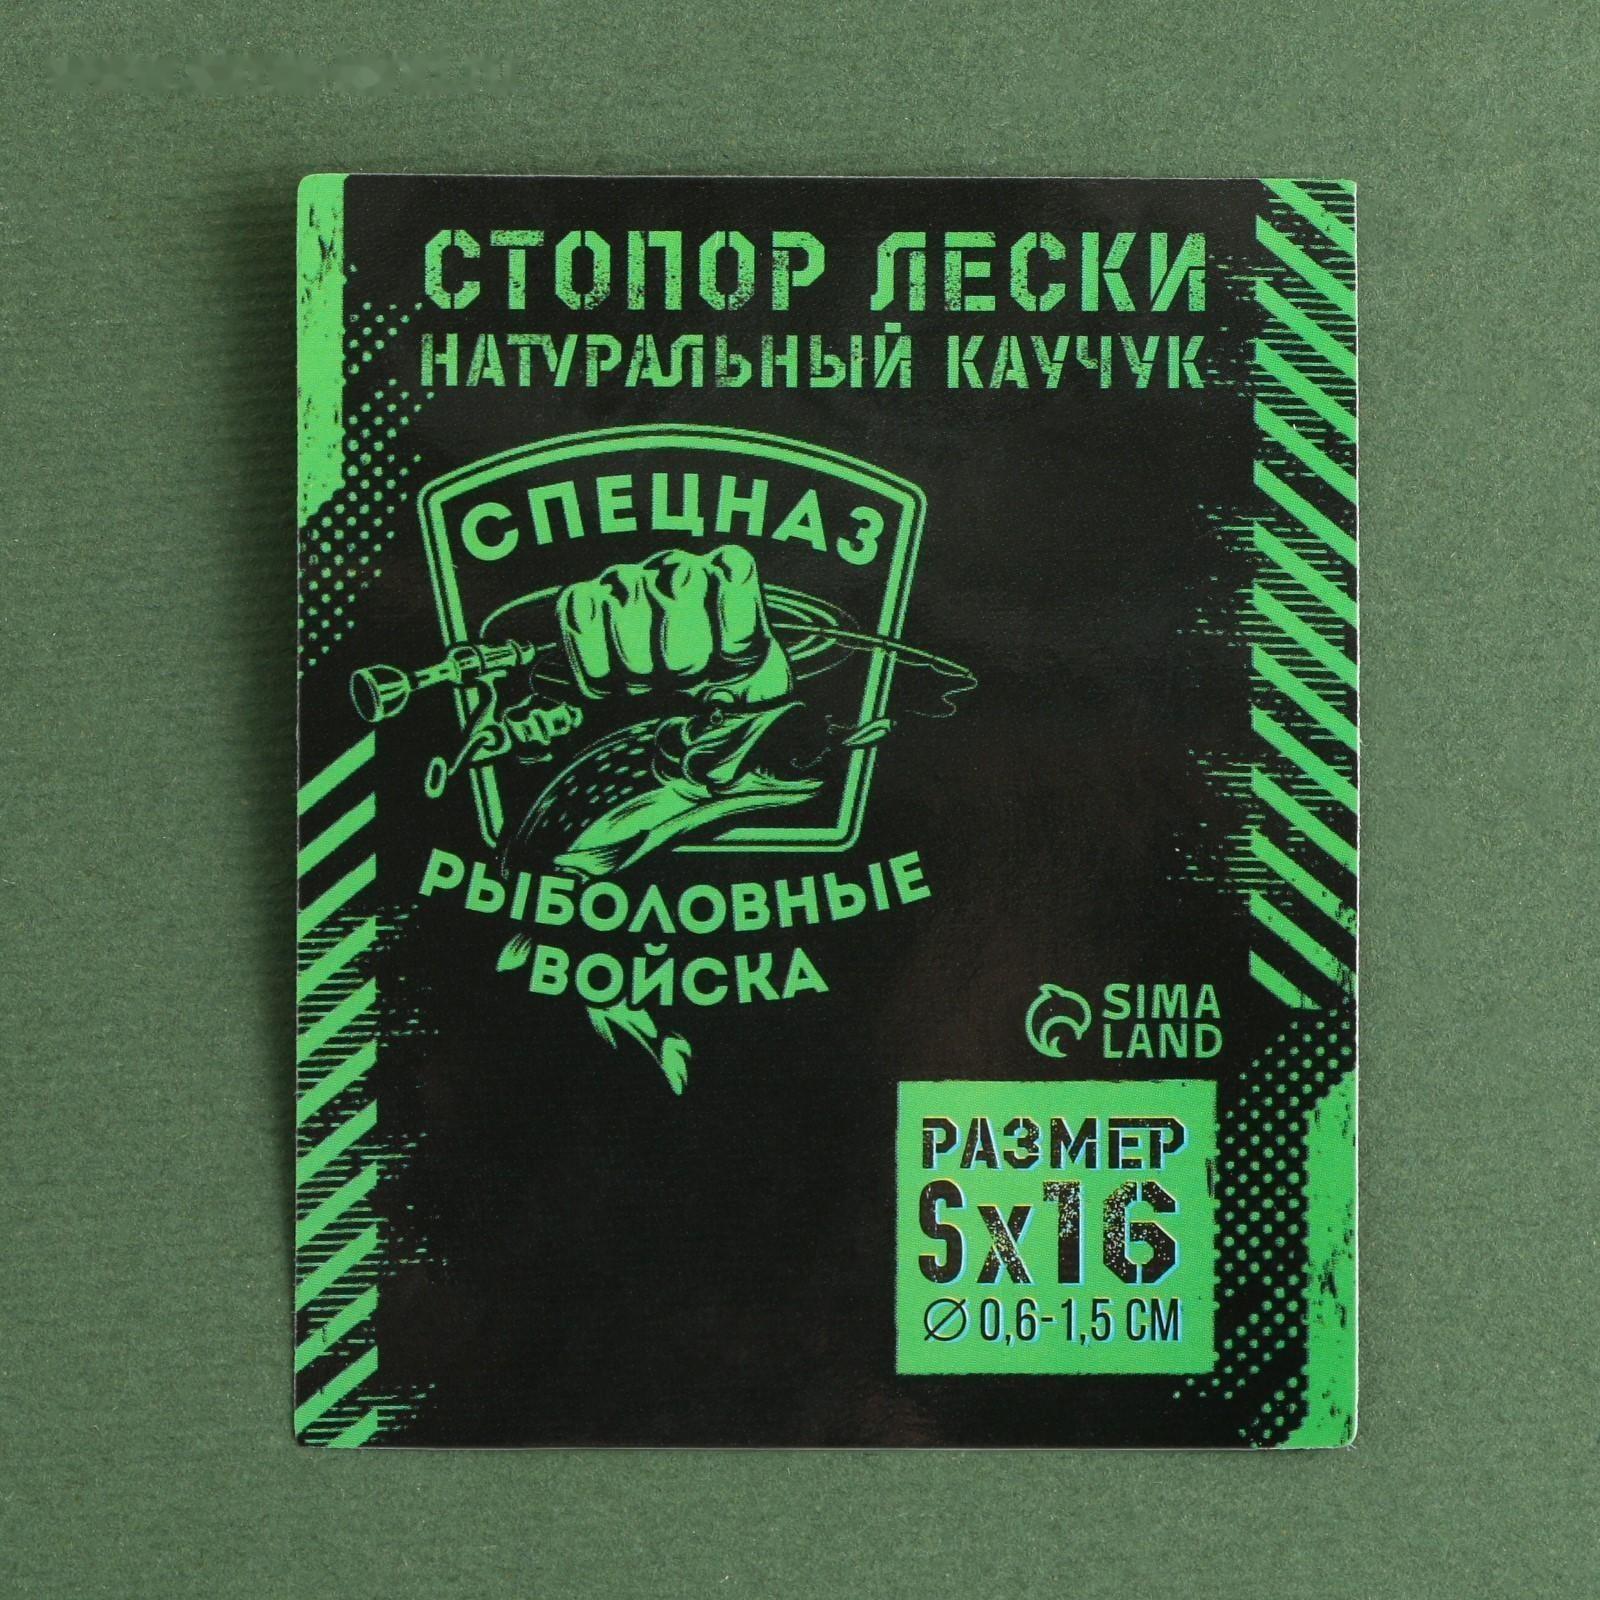 СТОПОР ЛЕСКИ
НАТУРАЛЬНЫЙ КАУЧУК
СПЕЦНАЗ
РЫБОЛОВНЫЕ
ВОЙСКА
SIMA
LAND
РАЗМЕР
Sx16
Ø 0,6-1,5 СМ